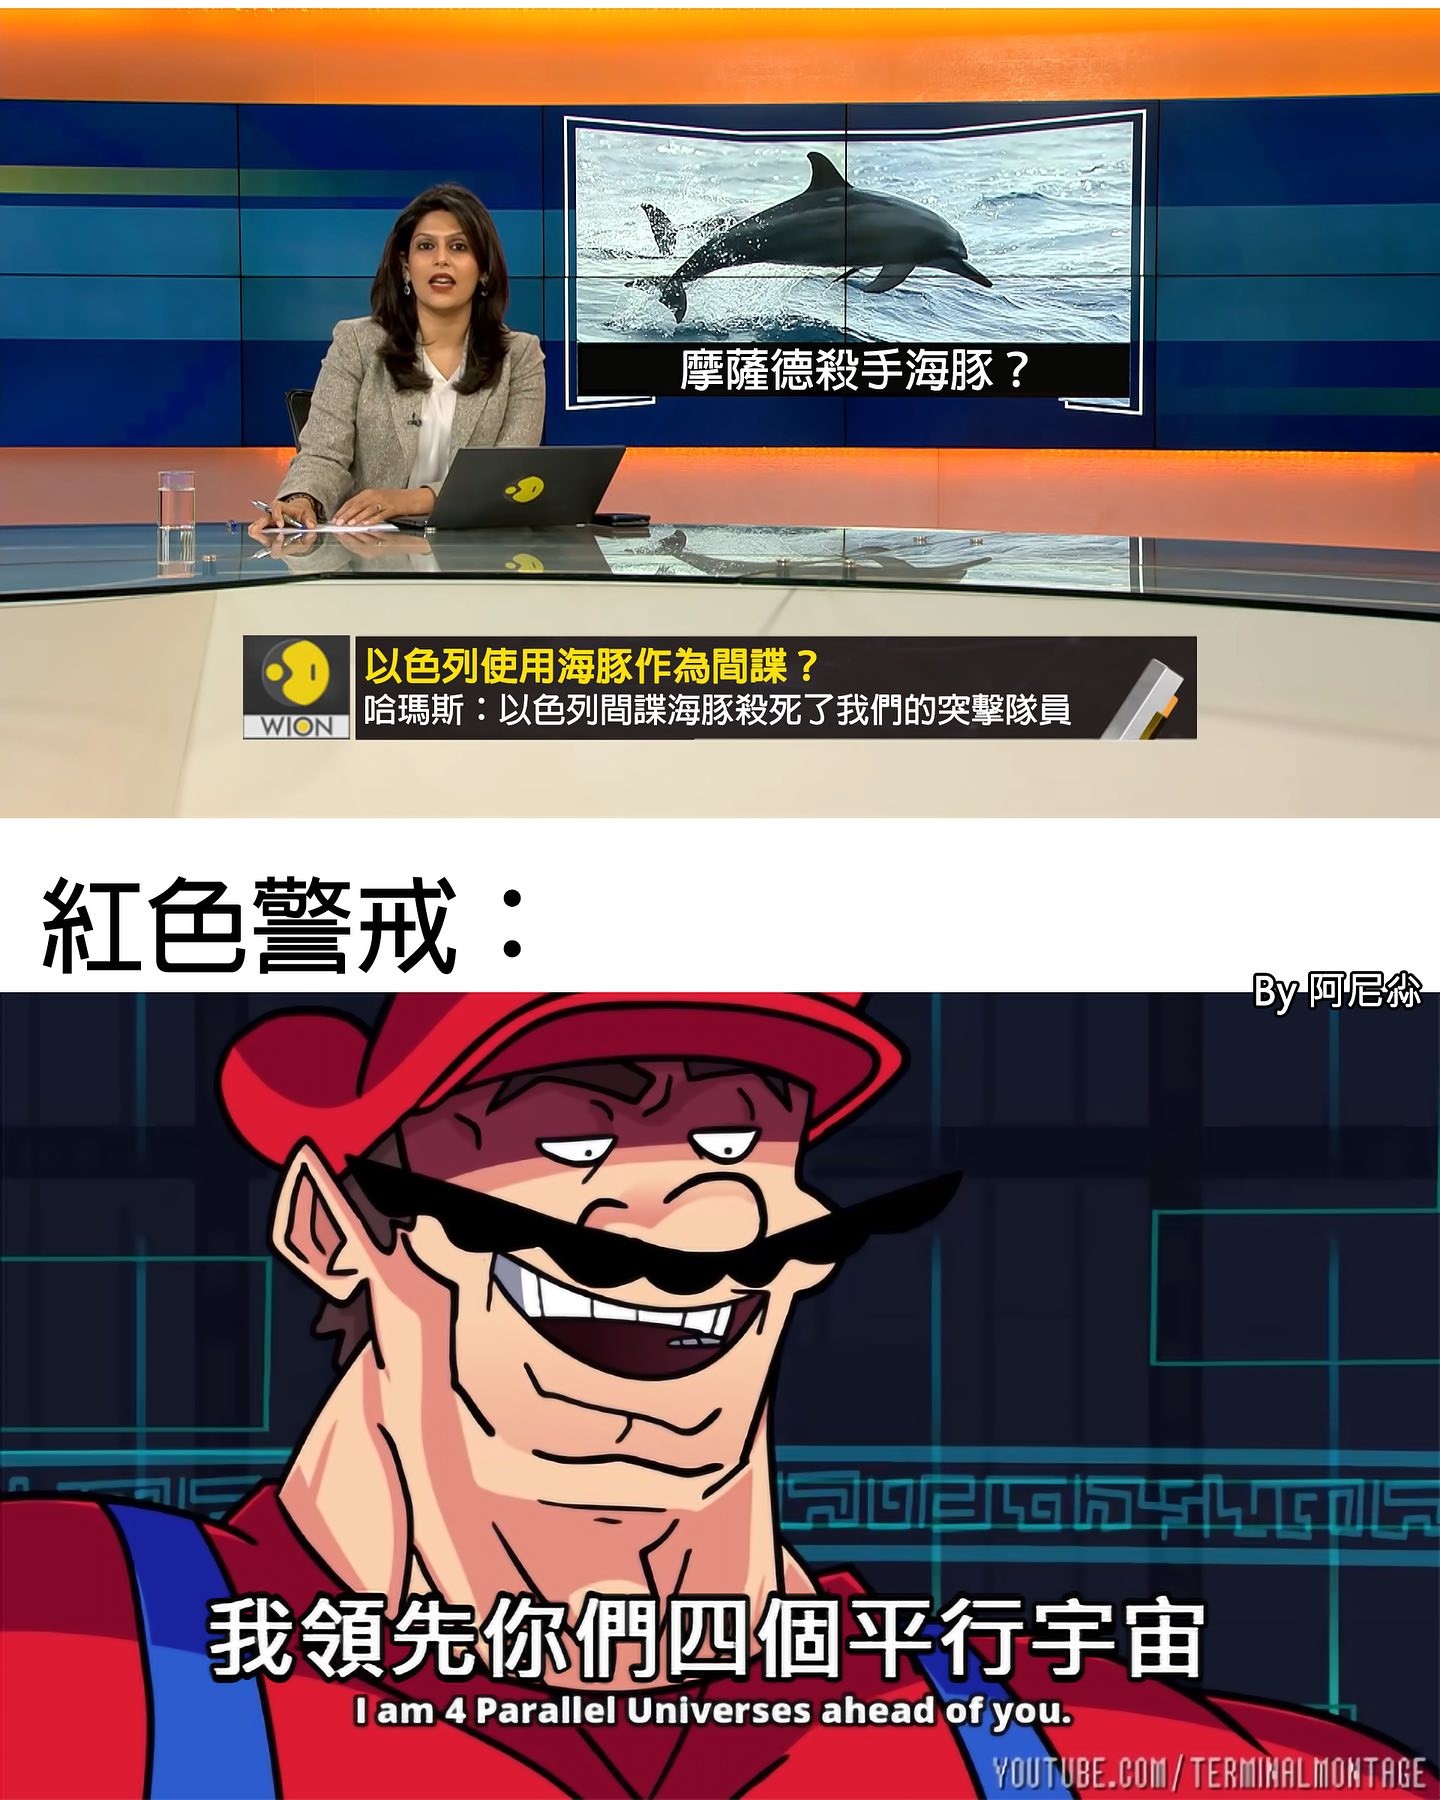 摩薩德殺手海豚？
以色列使用海豚作為間諜？
哈瑪斯：以色列間諜海豚殺死了我們的突擊隊員
WION
紅色警戒：
By 阿尼尛
我領先你們四個平行宇宙
I am 4 Parallel Universes ahead of you.
YOUTUBE.COM/TERMINALMONTAGE